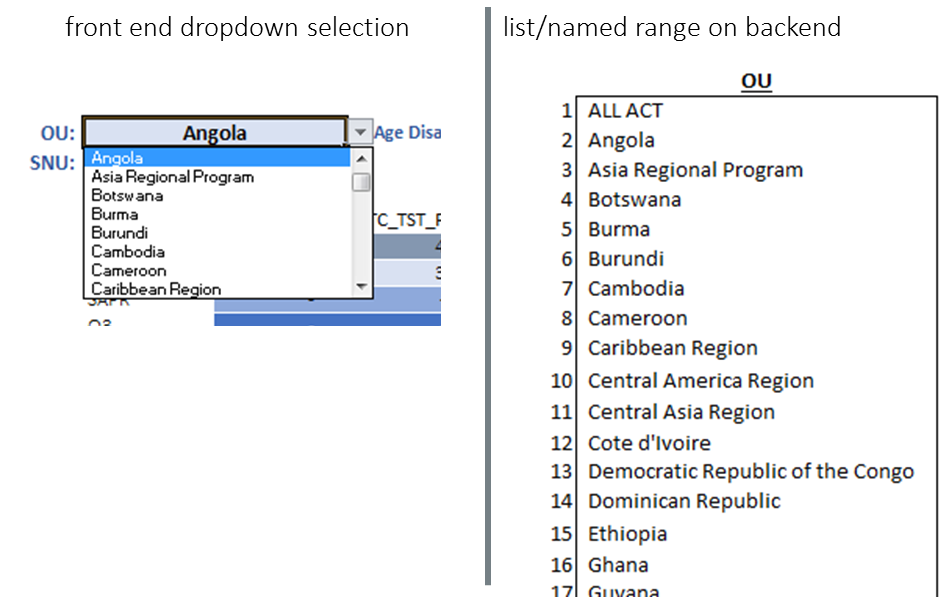 front end dropdown selection
OU: Angola Age Disa
SNU:
Angola
Asia Regional Program
Botswana
Burma
Burundi
Cambodia
Cameroon
Caribbean Region
TC_TST_
list/named range on backend
OU
1 ALL ACT
2 Angola
3 Asia Regional Program
4 Botswana
5 Burma
6 Burundi
7 Cambodia
8 Cameroon
9 Caribbean Region
10 Central America Region
11 Central Asia Region
12 Cote d'Ivoire
13 Democratic Republic of the Congo
14 Dominican Republic
15 Ethiopia
16 Ghana
17 Guyana